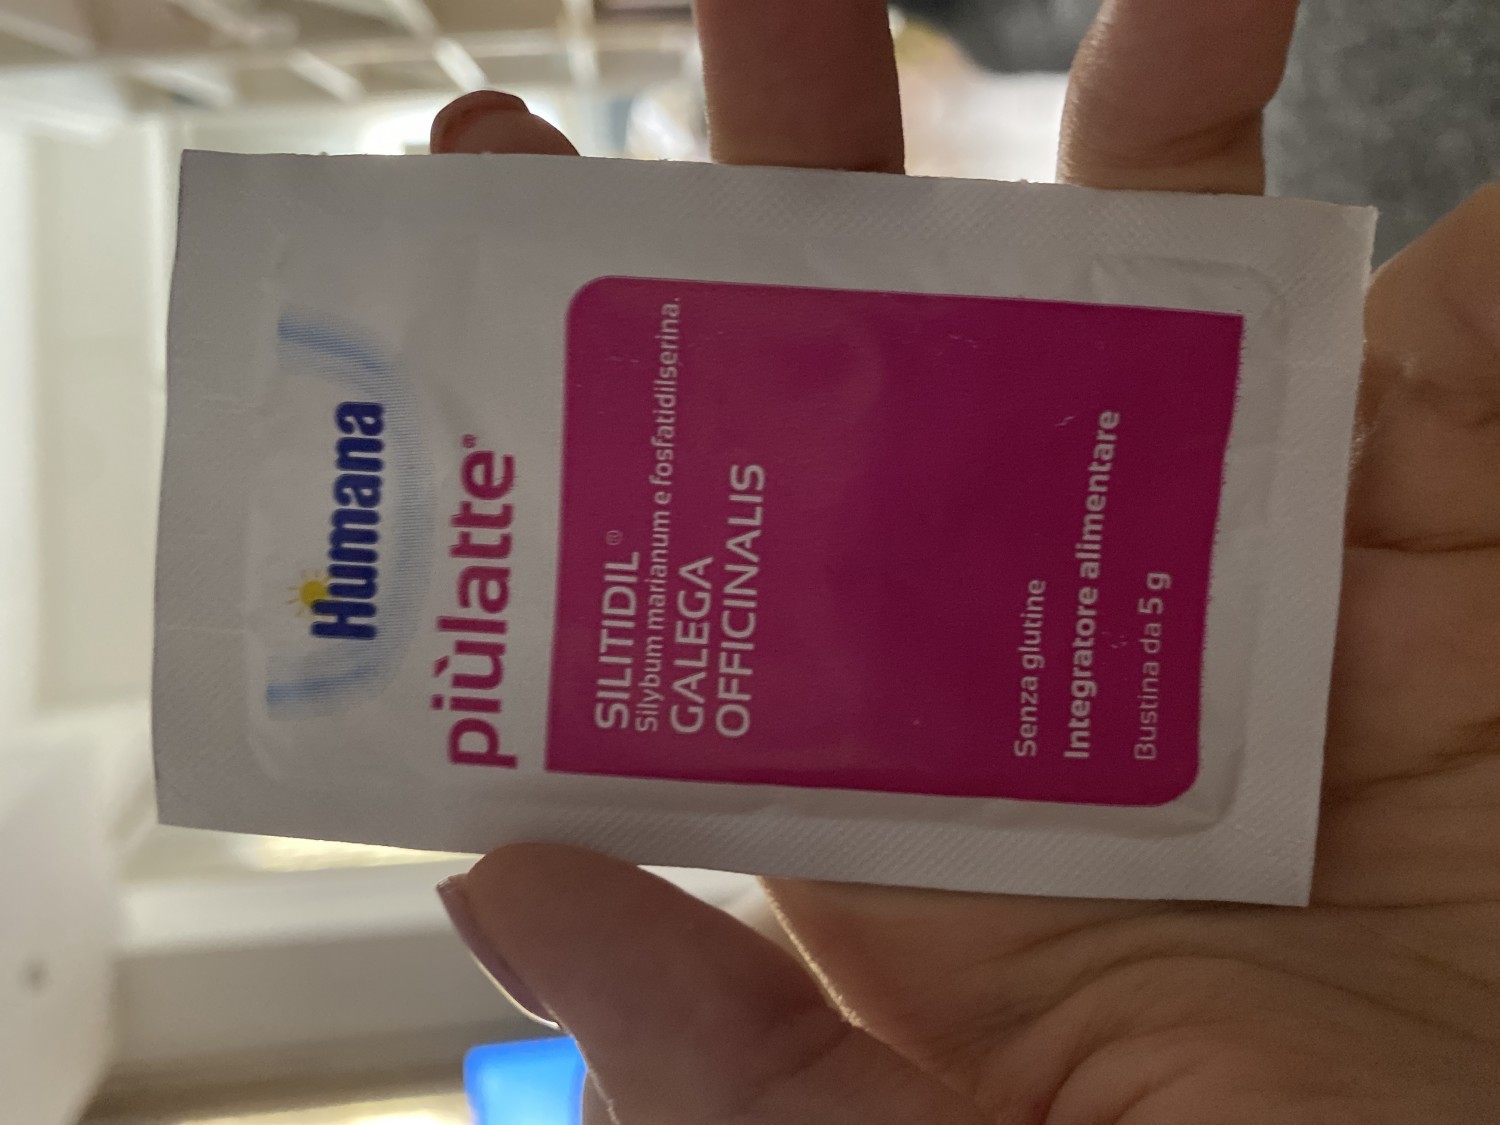 Humana
piùlatte®
SILITIDIL®
Silybum marianum e fosfatidilserina.
GALEGA
OFFICINALIS
Senza glutine
Integratore alimentare
Bustina da 5 g